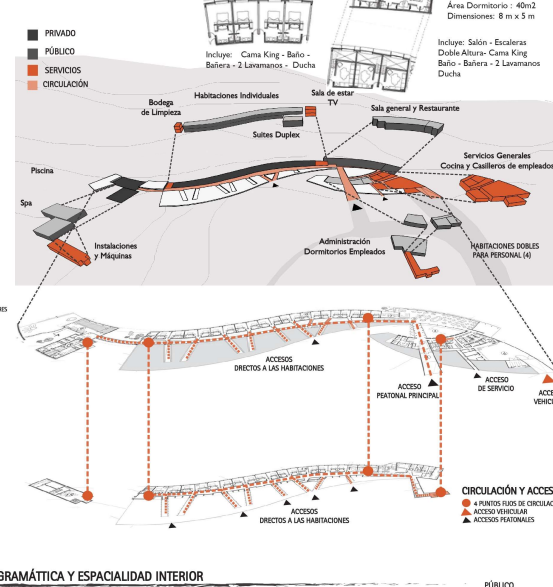 Área Dormitorio : 40m2
Dimensiones: 8 m x 5 m
Incluye: Salón - Escaleras
Doble Altura- Cama King
Baño - Bañera - 2 Lavamanos
Ducha
Incluye: Cama King - Baño -
Bañera - 2 Lavamanos - Ducha
PRIVADO
PÚBLICO
SERVICIOS
CIRCULACIÓN
Bodega
de Limpieza
Habitaciones Individuales
Sala de estar
TV
Sala general y Restaurante
Suites Duplex
Servicios Generales
Cocina y Casilleros de empleados
Piscina
Spa
Instalaciones
y Máquinas
Administración
Dormitorios Empleados
HABITACIONES DOBLES
PARA PERSONAL (4)
ACCESOS
DRECTOS A LAS HABITACIONES
ACCESO
PEATONAL PRINCIPAL
ACCESO
DE SERVICIO
ACCE
VEHIC
ACCESOS
DIRECTOS A LAS HABITACIONES
CIRCULACIÓN Y ACCES
4 PUNTOS FIJOS DE CIRCULAC
ACCESO VEHICULAR
ACCESOS PEATONALES
GRAMÁTTICA Y ESPACIALIDAD INTERIOR
PÚBLICO